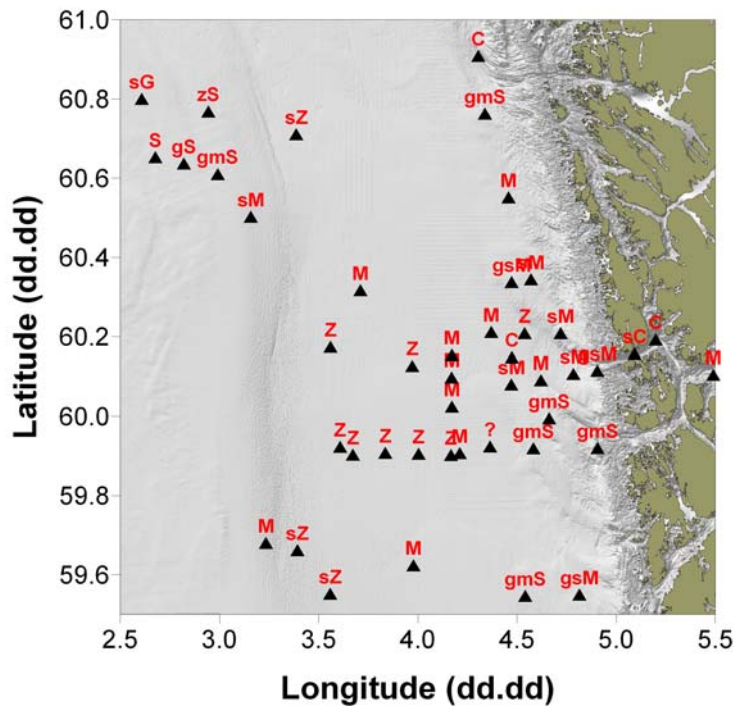 61.0
C
sG
zS
gmS
60.8
sZ
S
gS
gmS
60.6
M
sM
60.4
gsM
sM
M
M
Z
sM
60.2
Z
Z
M
C
sC
C
M
sM
M
sM
gsM
M
M
gmS
60.0
Z
Z
Z
Z
Z
M
?
gmS
gmS
59.8
M
sZ
M
59.6
sZ
gmS
gsM
2.5 3.0 3.5 4.0 4.5 5.0 5.5
Latitude (dd.dd)
Longitude (dd.dd)